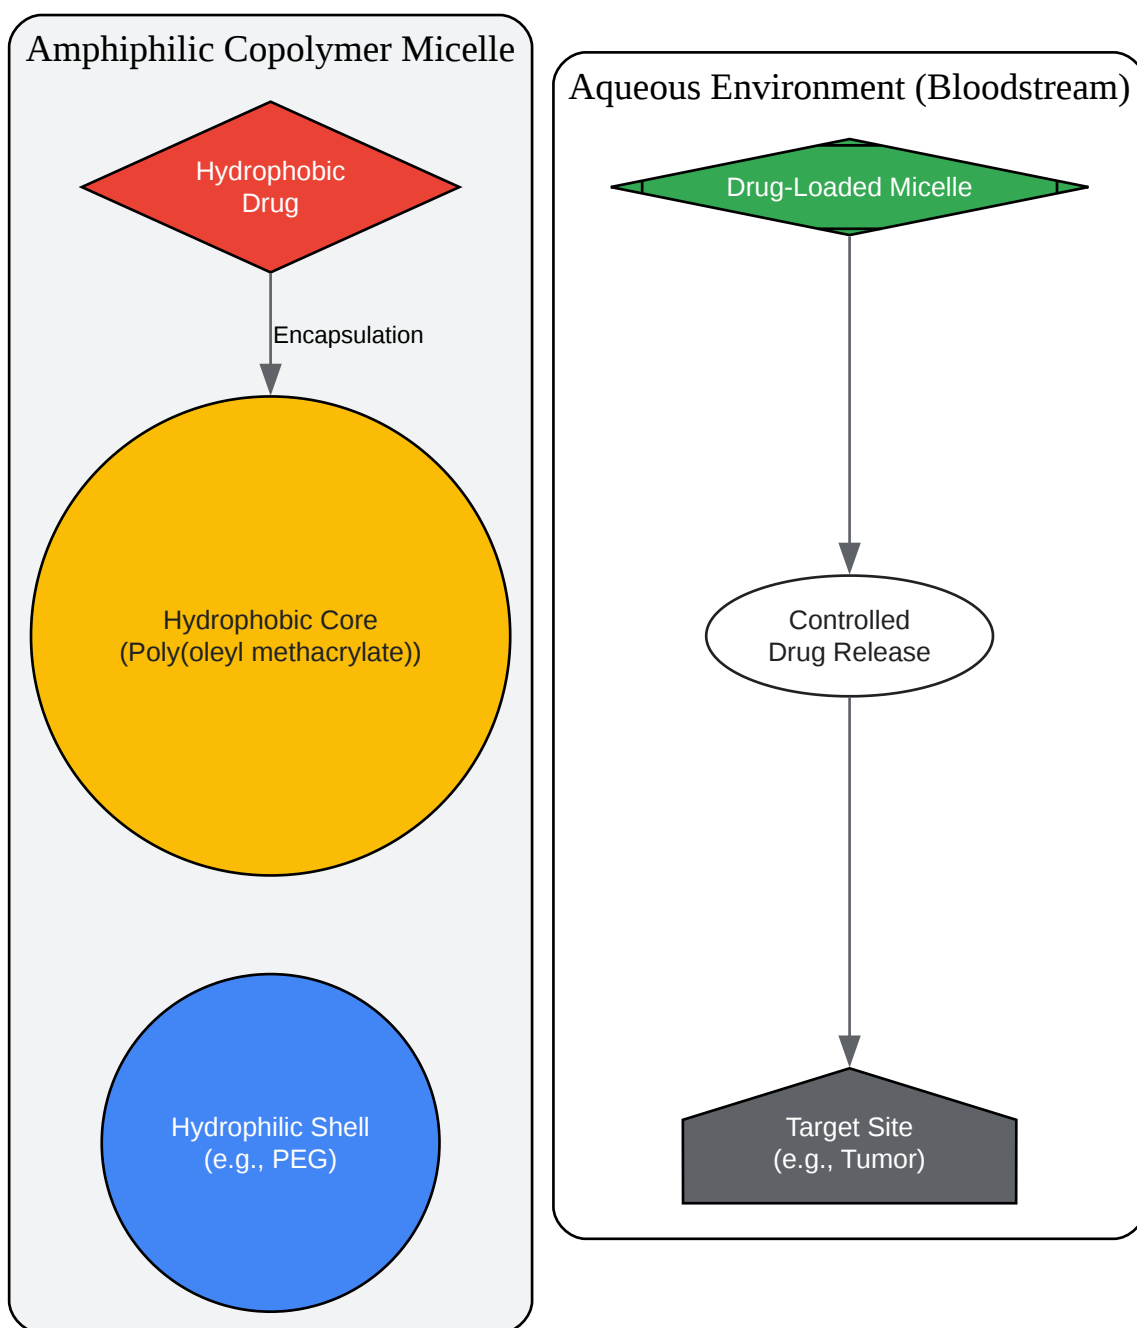 Amphiphilic Copolymer Micelle
Hydrophobic
Drug
Encapsulation
Hydrophobic Core
(Poly(oleyl methacrylate))
Hydrophilic Shell
(e.g., PEG)
Aqueous Environment (Bloodstream)
Drug-Loaded Micelle
Controlled
Drug Release
Target Site
(e.g., Tumor)